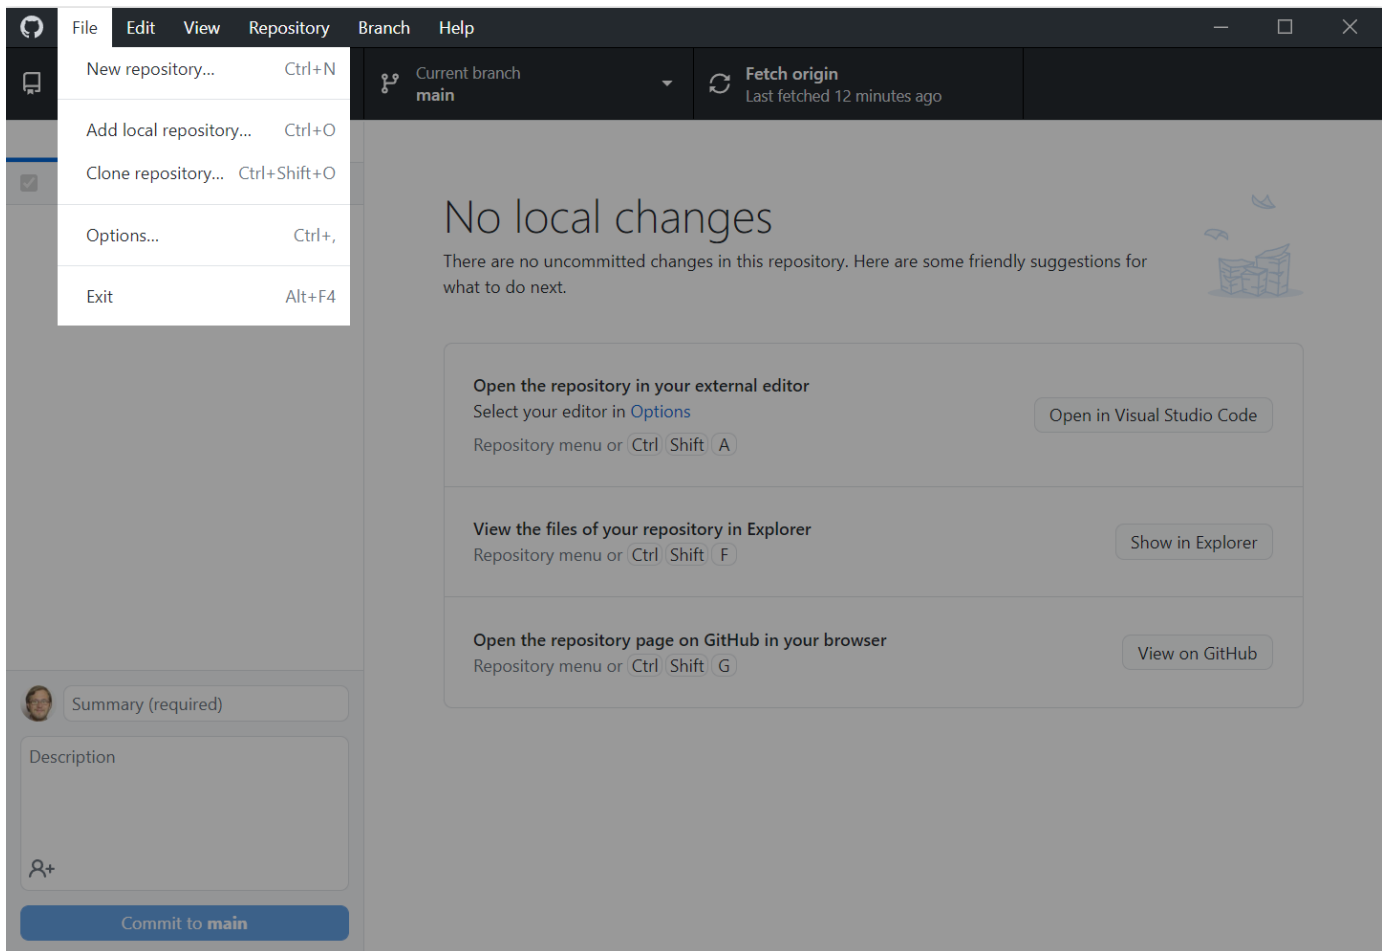 File Edit View Repository Branch Help
New repository... Ctrl+N
Add local repository... Ctrl+O
Clone repository... Ctrl+Shift+O
Options... Ctrl+,
Exit Alt+F4
Current branch
main
Fetch origin
Last fetched 12 minutes ago
No local changes
There are no uncommitted changes in this repository. Here are some friendly suggestions for
what to do next.
Open the repository in your external editor
Select your editor in Options
Repository menu or Ctrl Shift A
Open in Visual Studio Code
View the files of your repository in Explorer
Repository menu or Ctrl Shift F
Show in Explorer
Open the repository page on GitHub in your browser
Repository menu or Ctrl Shift G
View on GitHub
Summary (required)
Description
Commit to main